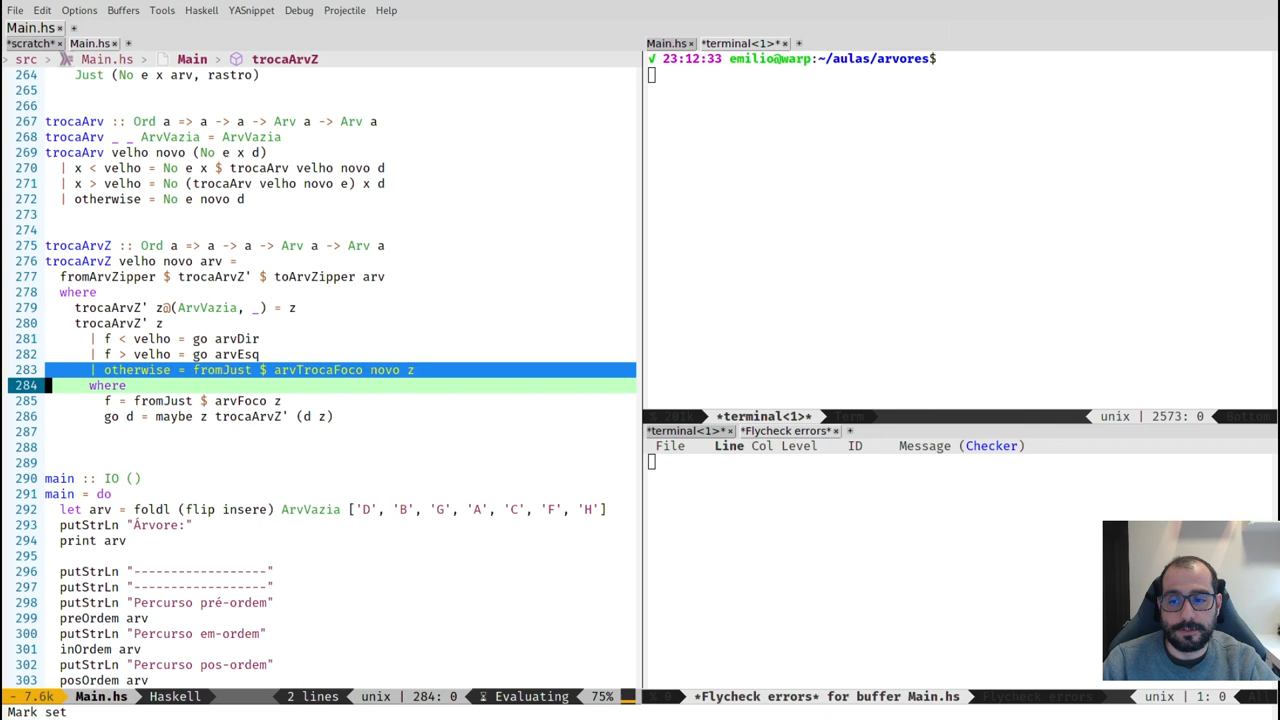 File Edit Options Buffers Tools Haskell YASnippet Debug Projectile Help
Main.hs × +
*scratch* × Main.hs × +
> src > Main.hs > Main > trocaArvZ
264 Just (No e x arv, rastro)
265
266
267 trocaArv :: Ord a => a -> a -> Arv a -> Arv a
268 trocaArv _ _ ArvVazia = ArvVazia
269 trocaArv velho novo (No e x d)
270 | x < velho = No e x $ trocaArv velho novo d
271 | x > velho = No (trocaArv velho novo e) x d
272 | otherwise = No e novo d
273
274
275 trocaArvZ :: Ord a => a -> a -> Arv a -> Arv a
276 trocaArvZ velho novo arv =
277 fromArvZipper $ trocaArvZ' $ toArvZipper arv
278 where
279 trocaArvZ' z@(ArvVazia, _) = z
280 trocaArvZ' z
281 | f < velho = go arvDir
282 | f > velho = go arvEsq
283 | otherwise = fromJust $ arvTrocaFoco novo z
284 where
285 f = fromJust $ arvFoco z
286 go d = maybe z trocaArvZ' (d z)
287
288
289
290 main :: IO ()
291 main = do
292 let arv = foldl (flip insere) ArvVazia ['D', 'B', 'G', 'A', 'C', 'F', 'H']
293 putStrLn "Árvore:"
294 print arv
295
296 putStrLn "------------------"
297 putStrLn "------------------"
298 putStrLn "Percurso pré-ordem"
299 preOrdem arv
300 putStrLn "Percurso em-ordem"
301 inOrdem arv
302 putStrLn "Percurso pos-ordem"
303 posOrdem arv
- 7.6k Main.hs Haskell 2 lines unix | 284: 0 Evaluating 75%
Mark set
Main.hs × *terminal<1>* × +
√ 23:12:33 emilio@warp:~/aulas/arvores$
*terminal<1>* Term unix | 2573: 0 Bottom
*terminal<1>* × *Flycheck errors* × +
File Line Col Level ID Message (Checker)
*Flycheck errors* for buffer Main.hs Flycheck errors unix | 1: 0 All